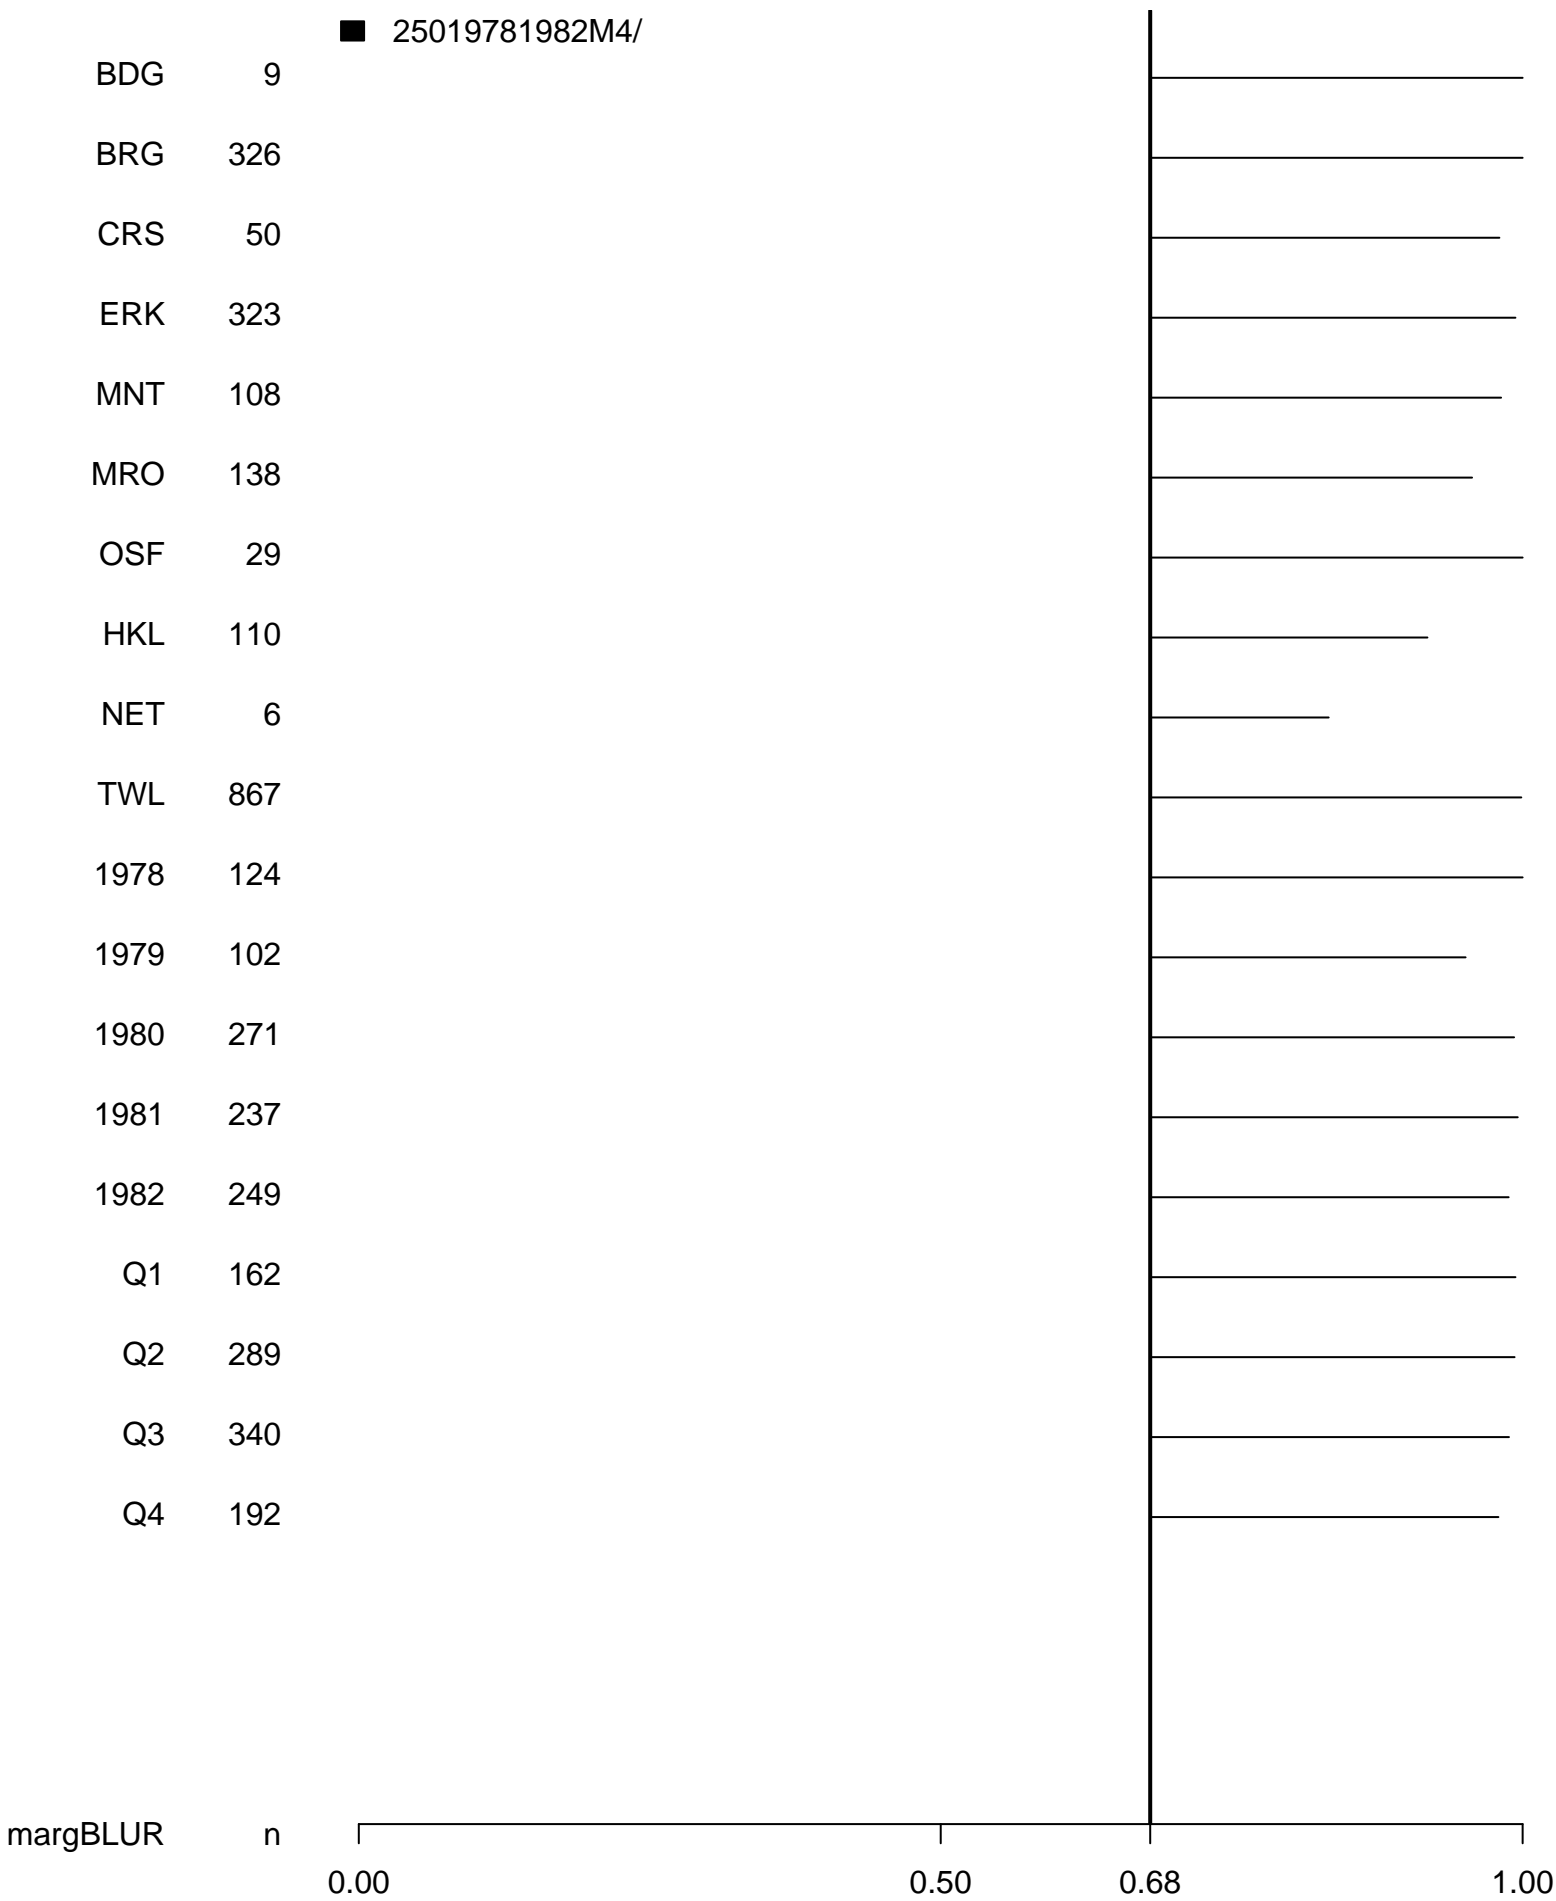 25019781982M4/
BDG 9
BRG 326
CRS 50
ERK 323
MNT 108
MRO 138
OSF 29
HKL 110
NET 6
TWL 867
1978 124
1979 102
1980 271
1981 237
1982 249
Q1 162
Q2 289
Q3 340
Q4 192
margBLUR n
0.00 0.50 0.68 1.00